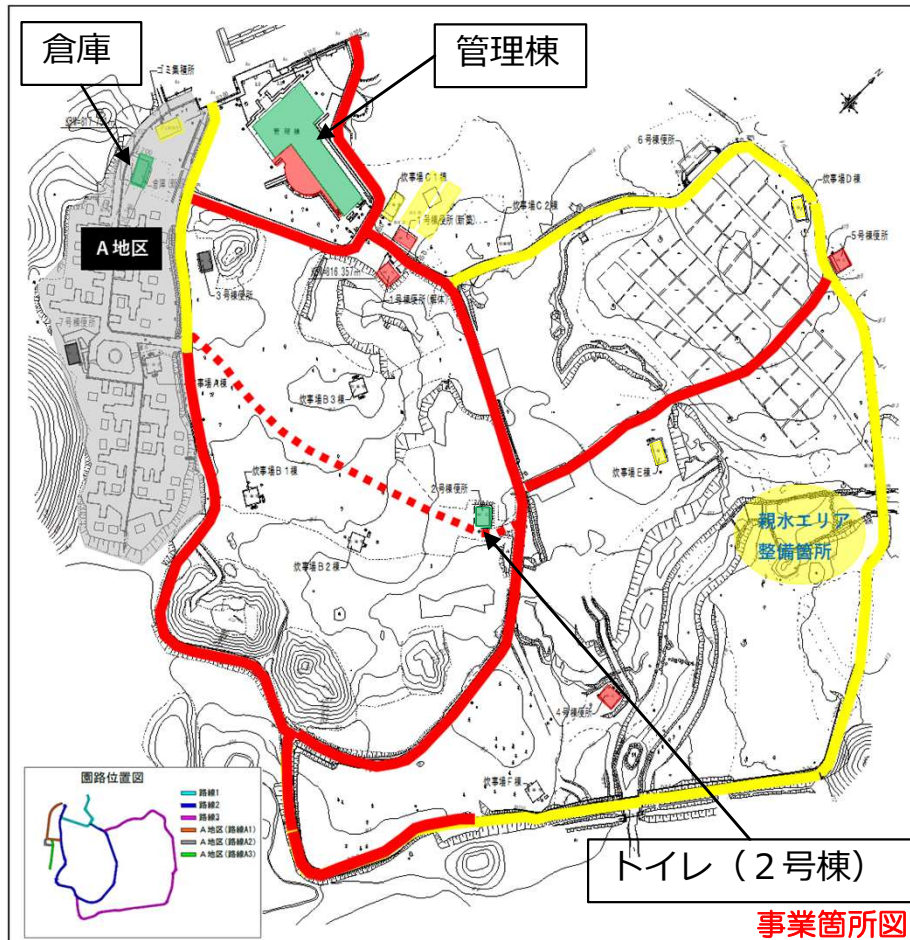 倉庫
管理棟
ゴミ集積所
管理棟
A地区
炊事場C1棟
1号棟便所(新築)
炊事場C2棟
6号棟便所
炊事場D棟
5号棟便所
3号棟便所
1号棟便所(解体)
7号棟便所
炊事場A棟
炊事場B3棟
炊事場B1棟
2号棟便所
炊事場E棟
炊事場B2棟
親水エリア
整備箇所
4号棟便所
炊事場F棟
園路位置図
路線1
路線2
路線3
A地区(路線A1)
A地区(路線A2)
A地区(路線A3)
トイレ（２号棟）
事業箇所図